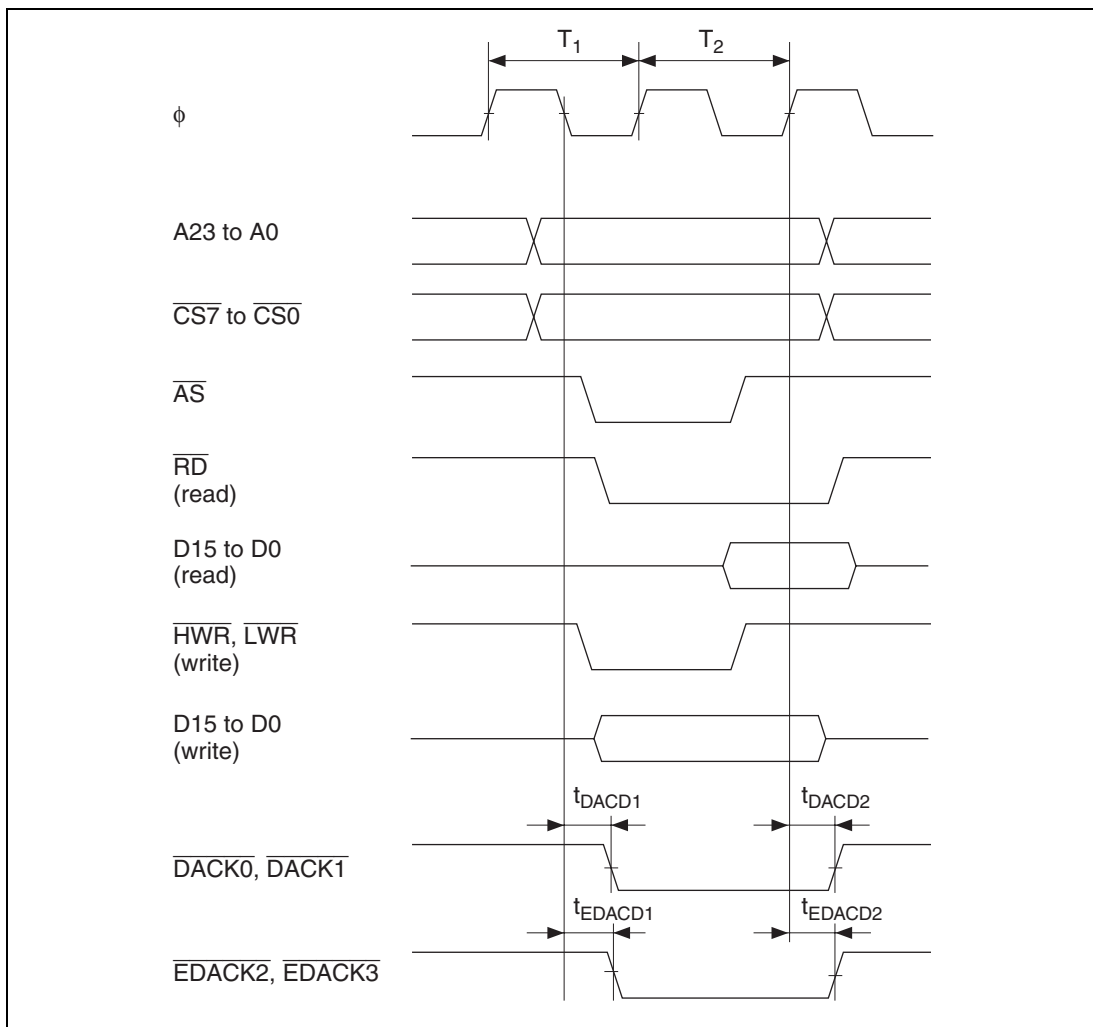 T1 T2
φ
A23 to A0
CS7 to CS0
AS
RD
(read)
D15 to D0
(read)
HWR, LWR
(write)
D15 to D0
(write)
tDACD1 tDACD2
DACK0, DACK1
tEDACD1 tEDACD2
EDACK2, EDACK3